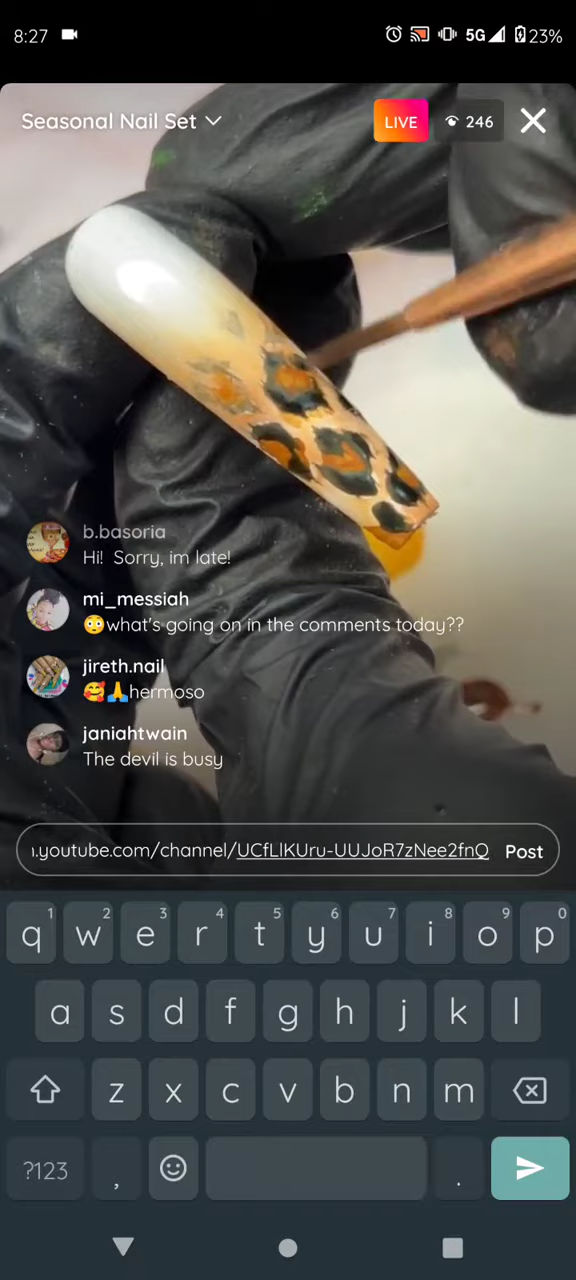 8:27
5G
23%
Seasonal Nail Set
LIVE
246
b.basoria
Hi! Sorry, im late!
mi_messiah
😳what's going on in the comments today??
jireth.nail
🥰🙏hermoso
janiahtwain
The devil is busy
.youtube.com/channel/UCfLlKUru-UUJoR7zNee2fnQ
Post
q 1 w 2 e 3 r 4 t 5 y 6 u 7 i 8 o 9 p 0
a s d f g h j k l
z x c v b n m
?123 , .